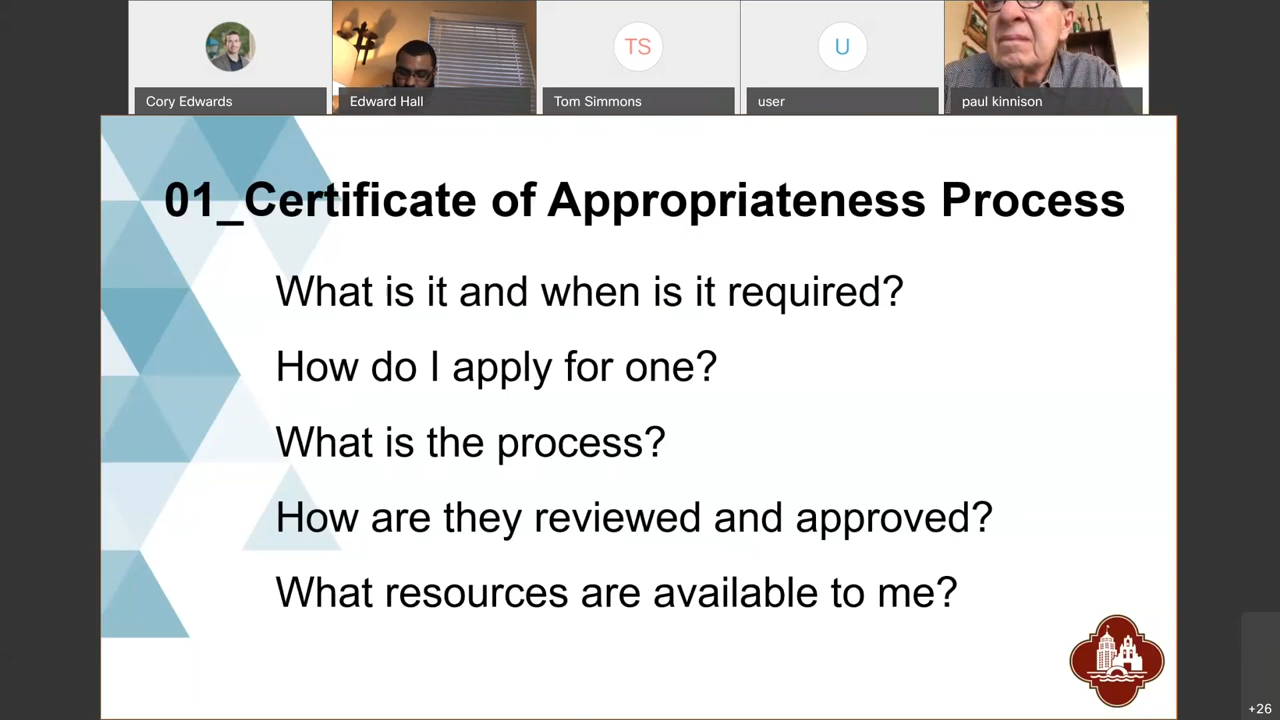 Cory Edwards
Edward Hall
TS
Tom Simmons
U
user
paul kinnison
01_Certificate of Appropriateness Process
What is it and when is it required?
How do I apply for one?
What is the process?
How are they reviewed and approved?
What resources are available to me?
+26